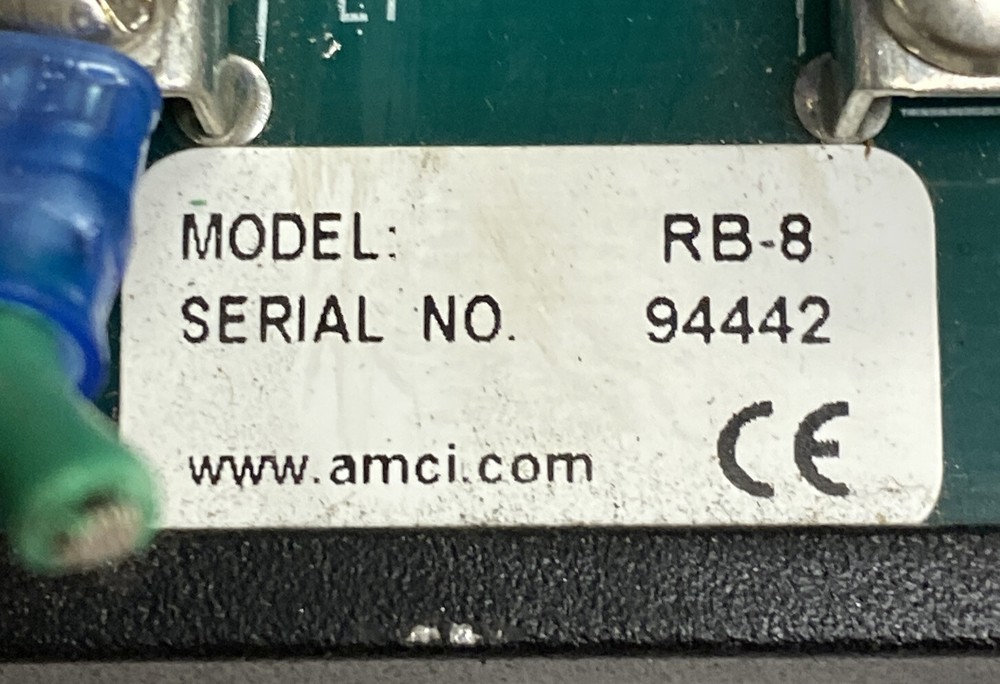 MODEL: RB-8
SERIAL NO. 94442
www.amci.com CE